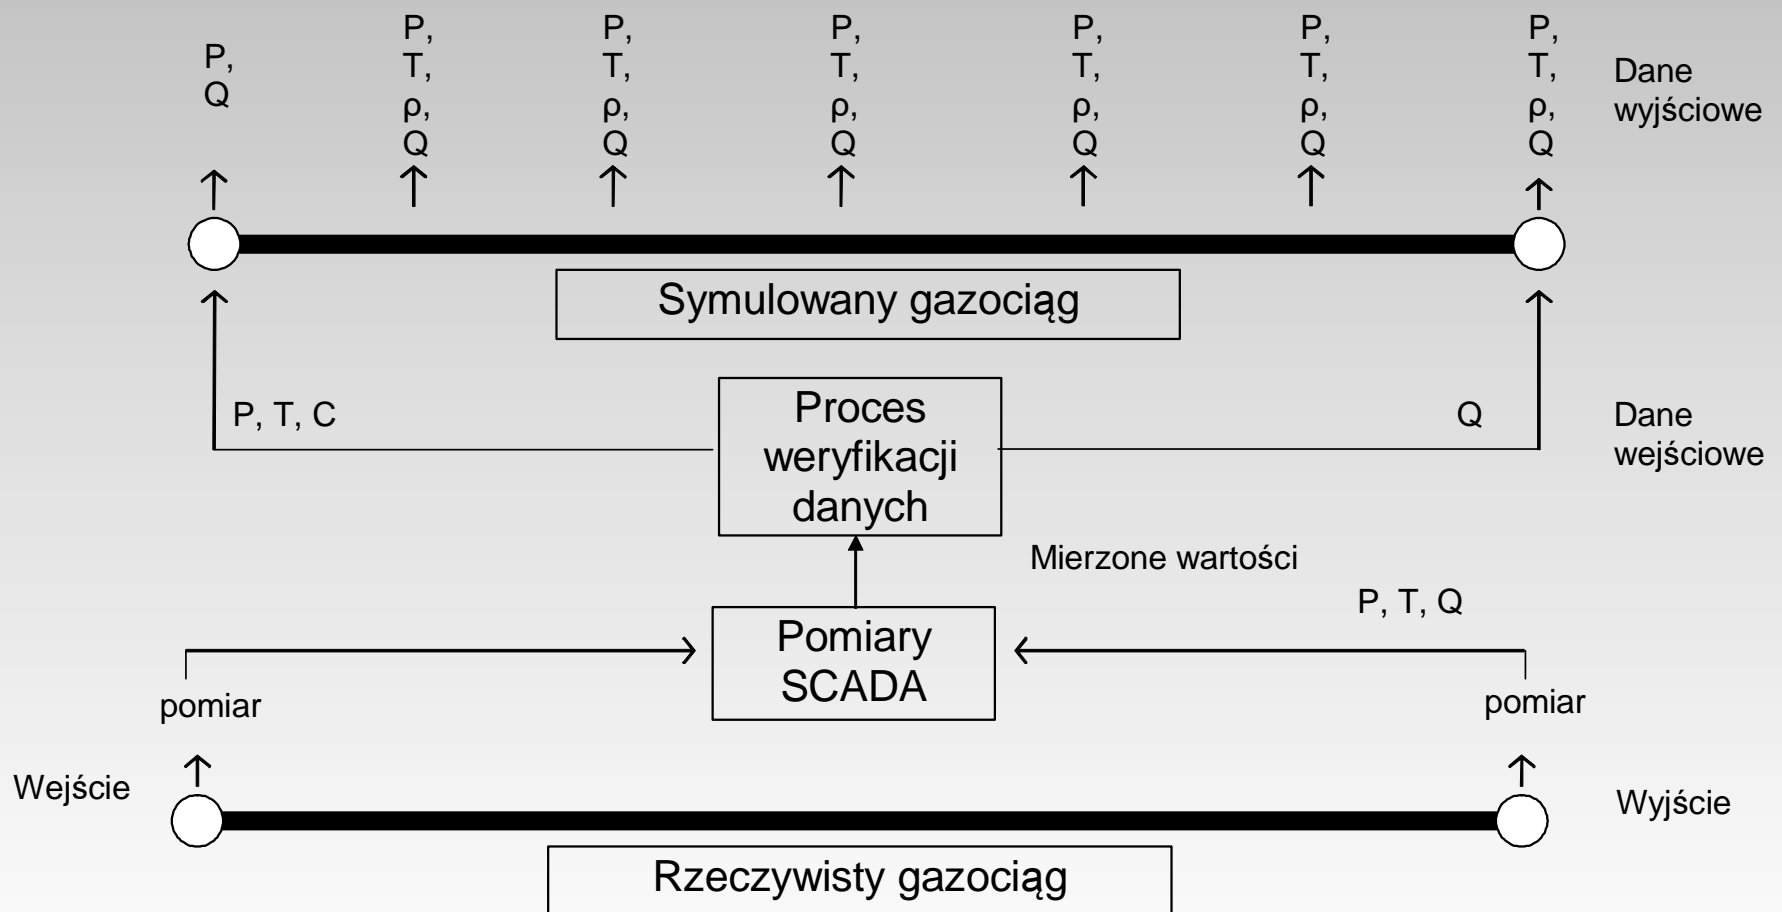 P,
Q
P,
T,
ρ,
Q
P,
T,
ρ,
Q
P,
T,
ρ,
Q
P,
T,
ρ,
Q
P,
T,
ρ,
Q
P,
T,
ρ,
Q
Dane
wyjściowe
Symulowany gazociąg
P, T, C
Proces
weryfikacji
danych
Q
Dane
wejściowe
Mierzone wartości
P, T, Q
Pomiary
SCADA
pomiar
pomiar
Wejście
Wyjście
Rzeczywisty gazociąg